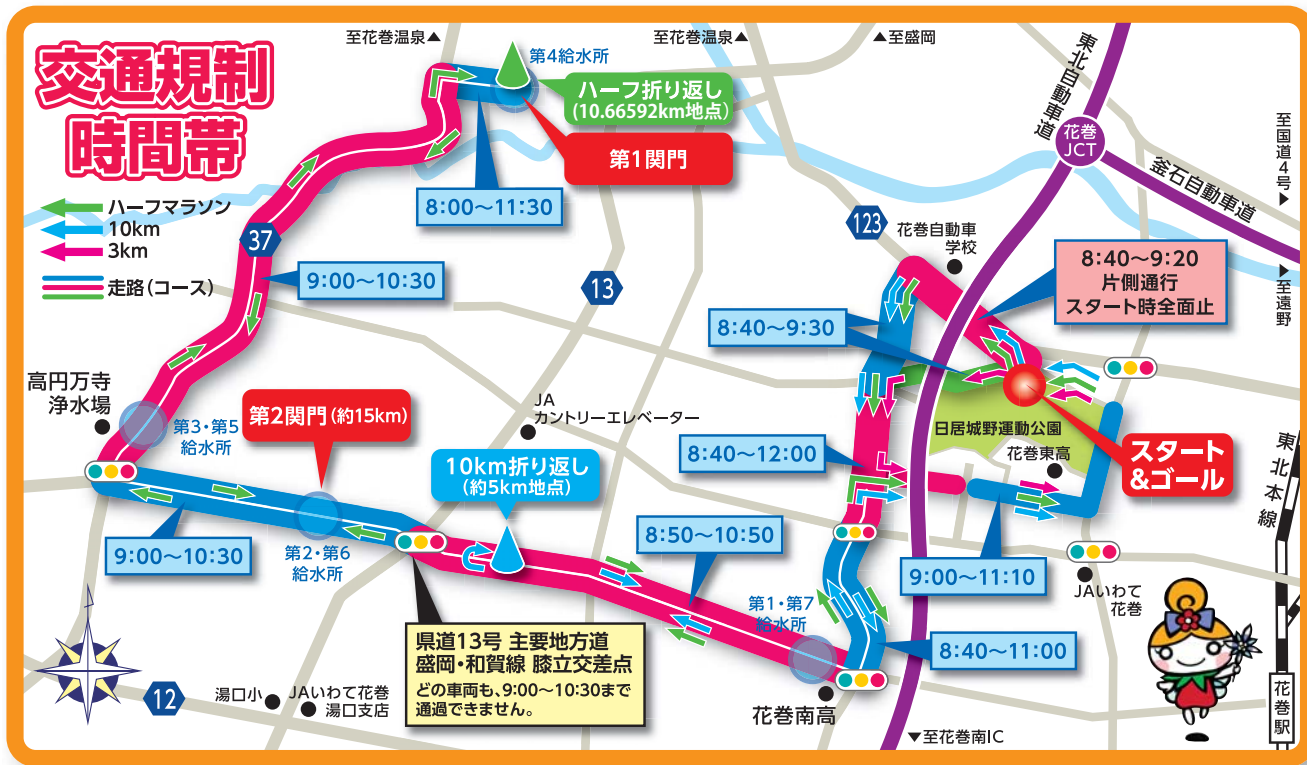 交通規制
時間帯
ハーフマラソン
10km
3km
走路(コース)
至花巻温泉▲
至花巻温泉▲
▲至盛岡
第4給水所
ハーフ折り返し
(10.66592km地点)
第1関門
8:00～11:30
37
9:00～10:30
13
123
花巻自動車
学校
東北自動車道
花巻
JCT
釜石自動車道
至国道4号▶
▶至遠野
8:40～9:20
片側通行
スタート時全面止
8:40～9:30
高円万寺
浄水場
第3・第5
給水所
第2関門(約15km)
JA
カントリーエレベーター
10km折り返し
(約5km地点)
日居城野運動公園
花巻東高
スタート
&ゴール
8:40～12:00
9:00～10:30
第2・第6
給水所
8:50～10:50
9:00～11:10
JAいわて
花巻
東北本線
第1・第7
給水所
8:40～11:00
県道13号 主要地方道
盛岡・和賀線 膝立交差点
どの車両も、9:00～10:30まで
通過できません。
12
湯口小
JAいわて花巻
湯口支店
花巻南高
▼至花巻南IC
花巻駅